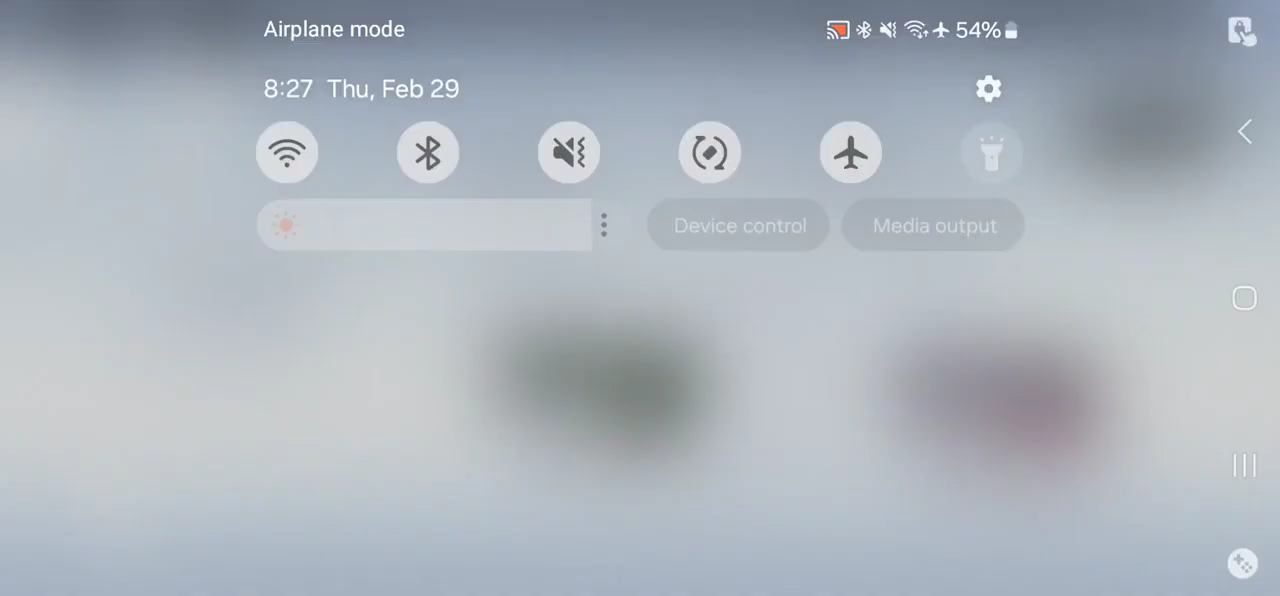 Airplane mode
54%
8:27 Thu, Feb 29
Device control
Media output